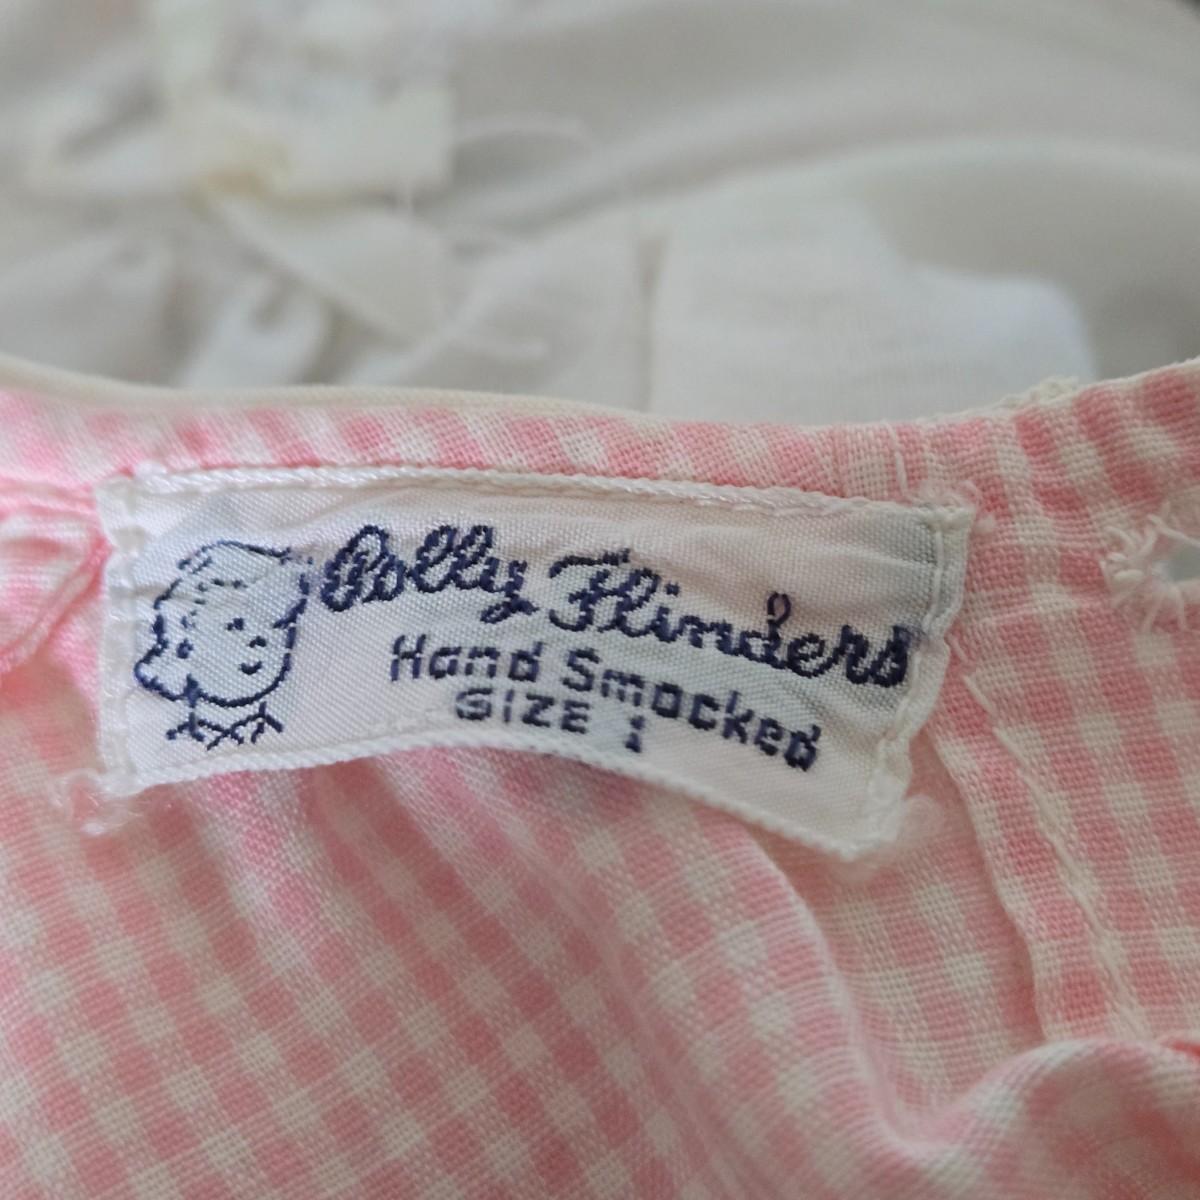 Polly Flinders
Hand Smocked
SIZE 1